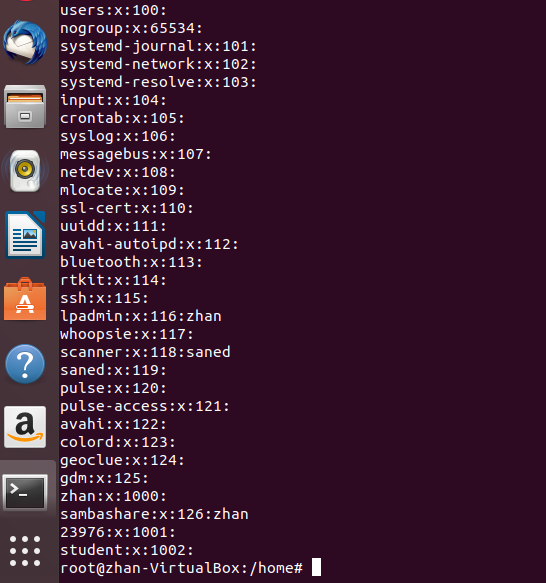 users:x:100:
nogroup:x:65534:
systemd-journal:x:101:
systemd-network:x:102:
systemd-resolve:x:103:
input:x:104:
crontab:x:105:
syslog:x:106:
messagebus:x:107:
netdev:x:108:
mlocate:x:109:
ssl-cert:x:110:
uuidd:x:111:
avahi-autoipd:x:112:
bluetooth:x:113:
rtkit:x:114:
ssh:x:115:
lpadmin:x:116:zhan
whoopsie:x:117:
scanner:x:118:saned
saned:x:119:
pulse:x:120:
pulse-access:x:121:
avahi:x:122:
colord:x:123:
geoclue:x:124:
gdm:x:125:
zhan:x:1000:
sambashare:x:126:zhan
23976:x:1001:
student:x:1002:
root@zhan-VirtualBox:/home#